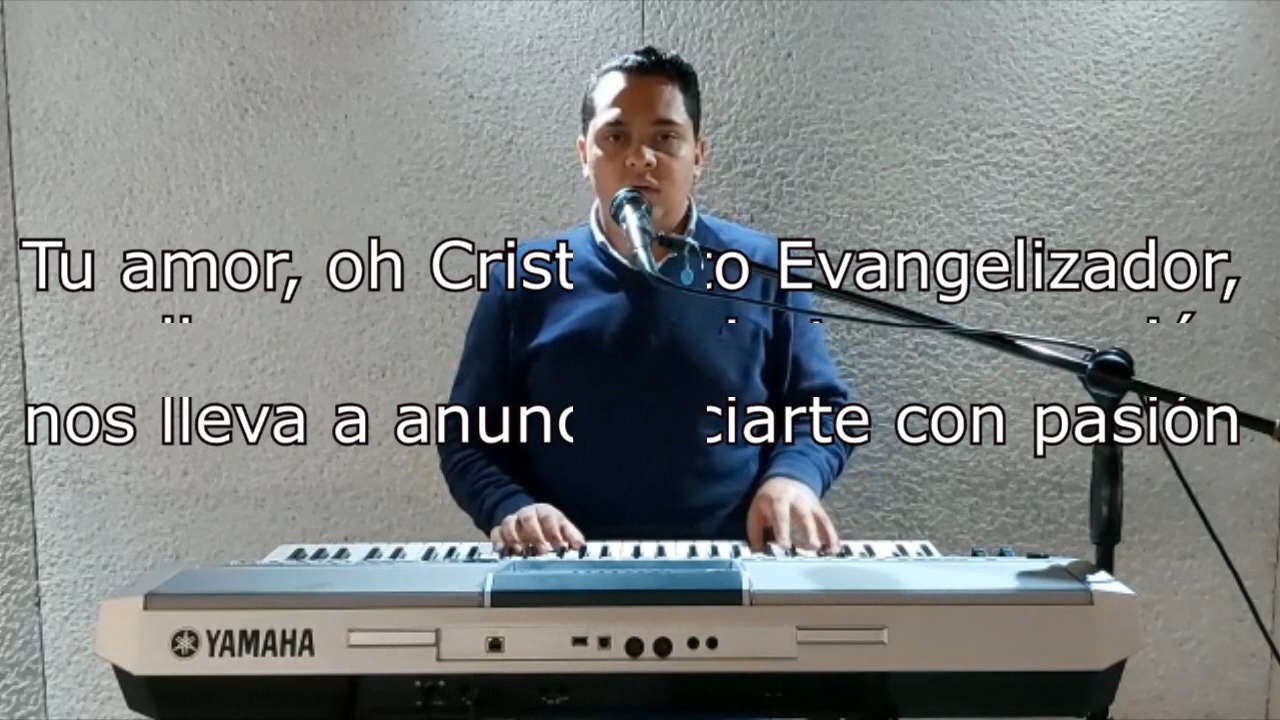 Tu amor, oh Crist to Evangelizador,
nos lleva a anunc ciarte con pasión
YAMAHA